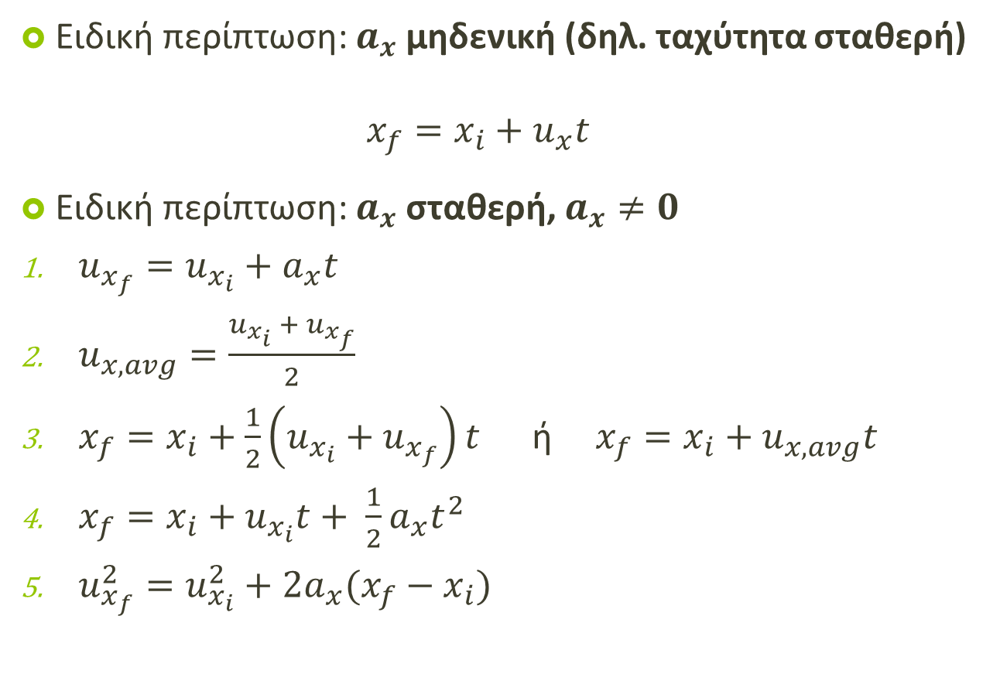 Ειδική περίπτωση: $a_x$ μηδενική (δηλ. ταχύτητα σταθερή)
$x_f = x_i + u_x t$
Ειδική περίπτωση: $a_x$ σταθερή, $a_x \neq 0$
1. $u_{x_f} = u_{x_i} + a_x t$
2. $u_{x,avg} = \frac{u_{x_i} + u_{x_f}}{2}$
3. $x_f = x_i + \frac{1}{2}\left(u_{x_i} + u_{x_f}\right) t$ ή $x_f = x_i + u_{x,avg} t$
4. $x_f = x_i + u_{x_i} t + \frac{1}{2} a_x t^2$
5. $u_{x_f}^2 = u_{x_i}^2 + 2a_x(x_f - x_i)$